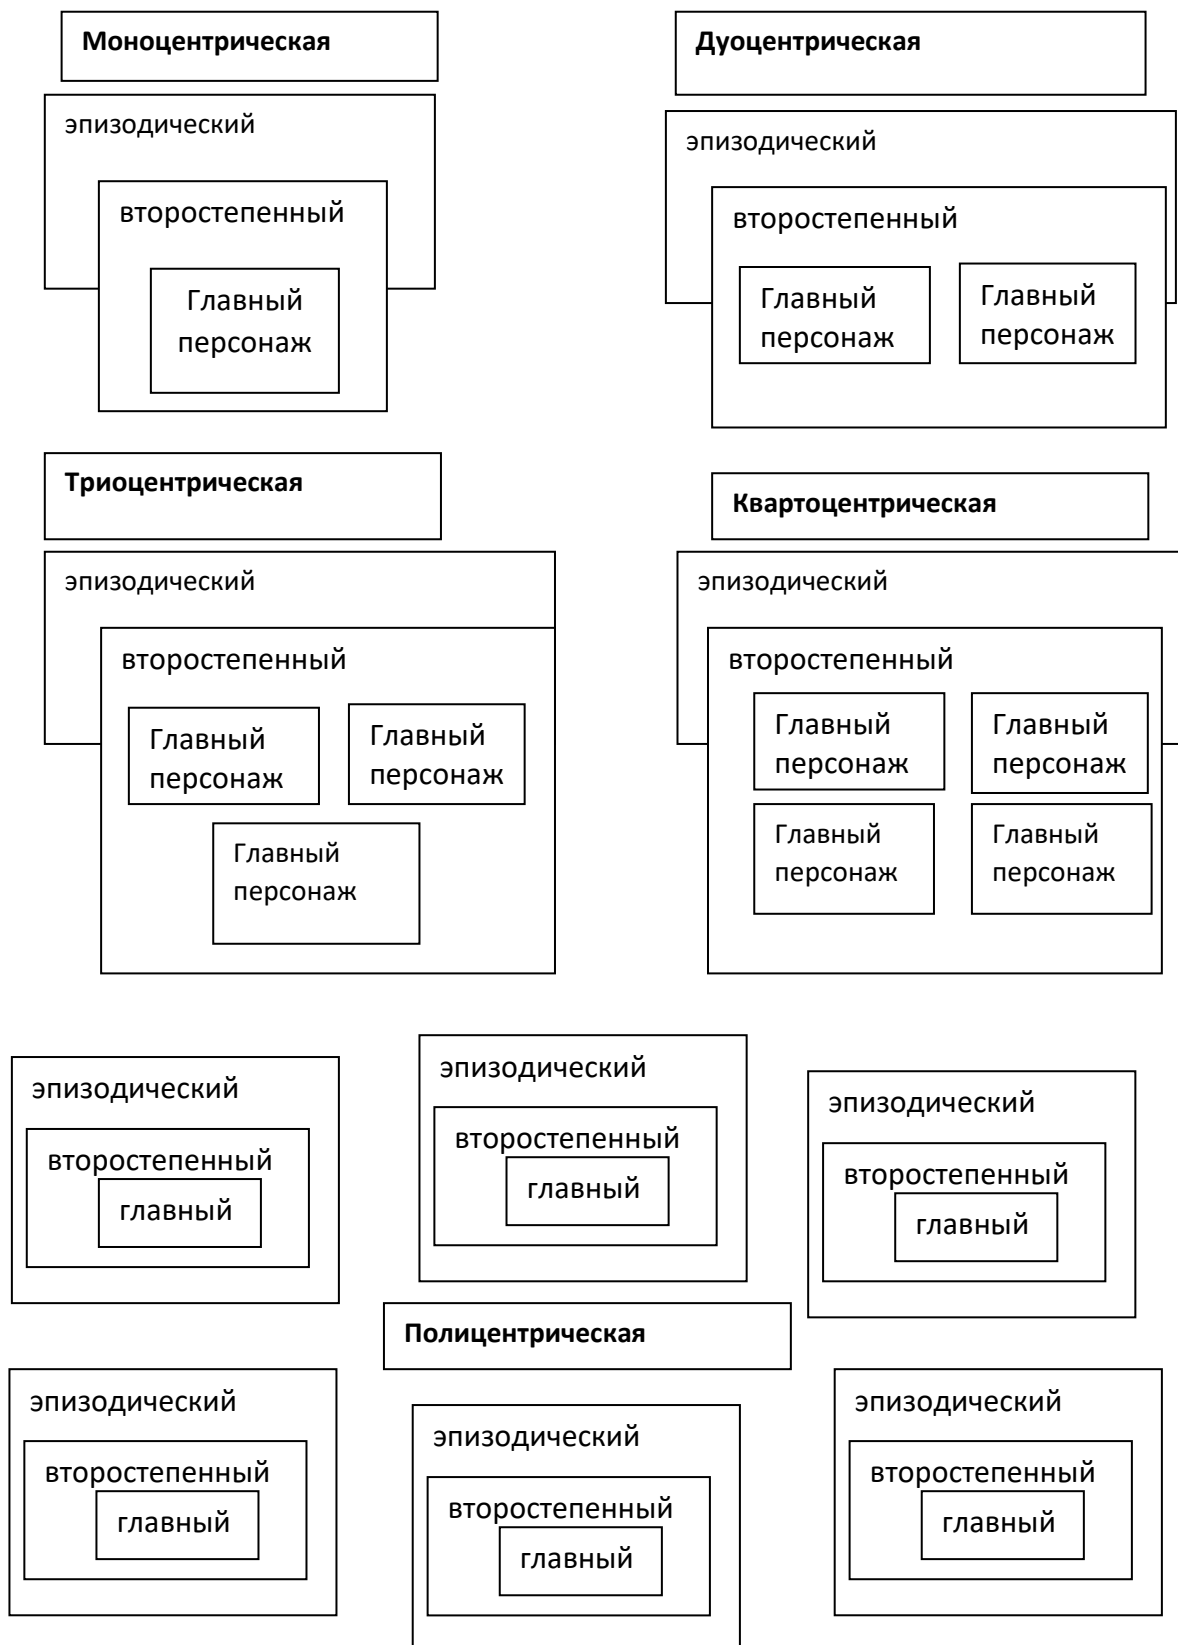 Моноцентрическая
эпизодический
второстепенный
Главный
персонаж
Дуоцентрическая
эпизодический
второстепенный
Главный
персонаж
Главный
персонаж
Триоцентрическая
эпизодический
второстепенный
Главный
персонаж
Главный
персонаж
Главный
персонаж
Квартоцентрическая
эпизодический
второстепенный
Главный
персонаж
Главный
персонаж
Главный
персонаж
Главный
персонаж
эпизодический
второстепенный
главный
эпизодический
второстепенный
главный
эпизодический
второстепенный
главный
Полицентрическая
эпизодический
второстепенный
главный
эпизодический
второстепенный
главный
эпизодический
второстепенный
главный